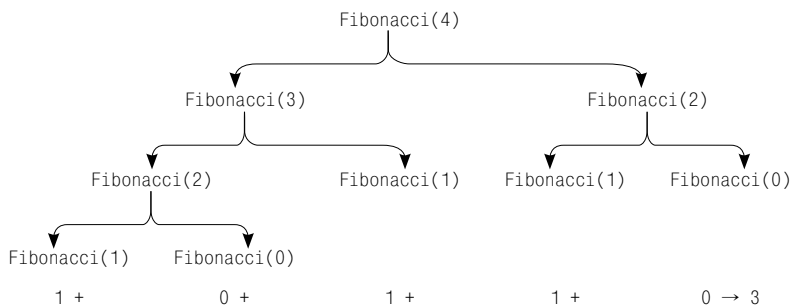 Fibonacci(4)
Fibonacci(3) Fibonacci(2)
Fibonacci(2) Fibonacci(1) Fibonacci(1) Fibonacci(0)
Fibonacci(1) Fibonacci(0)
1 + 0 + 1 + 1 + 0 → 3